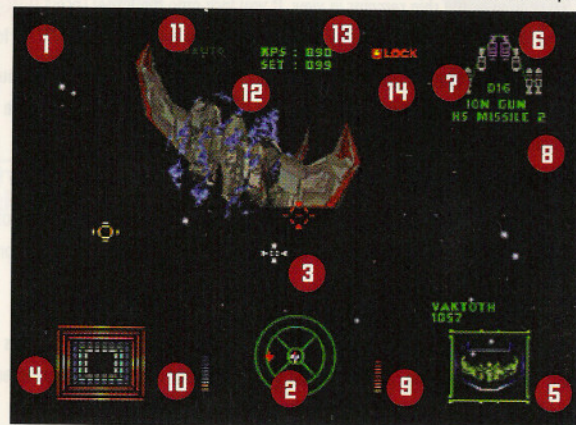 11 13
1 AUTO KPS : 090 LOCK 6
SET : 099
12 14 7 D16
ION GUN
HS MISSILE 2
8
3
VAKTOTH
1057
4 10 2 9 5